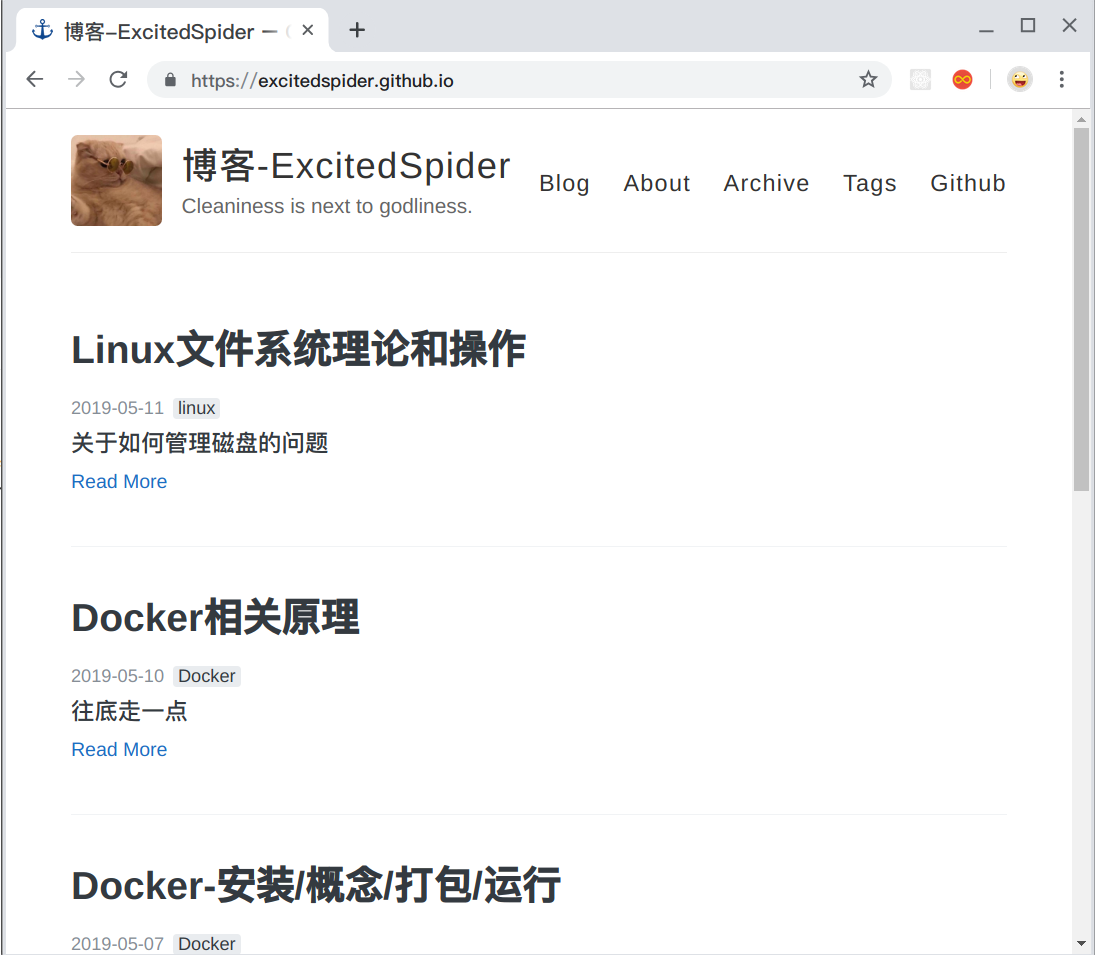 博客-ExcitedSpider — (
https://excitedspider.github.io
博客-ExcitedSpider
Cleaniness is next to godliness.
Blog About Archive Tags Github
Linux文件系统理论和操作
2019-05-11 linux
关于如何管理磁盘的问题
Read More
Docker相关原理
2019-05-10 Docker
往底走一点
Read More
Docker-安装/概念/打包/运行
2019-05-07 Docker